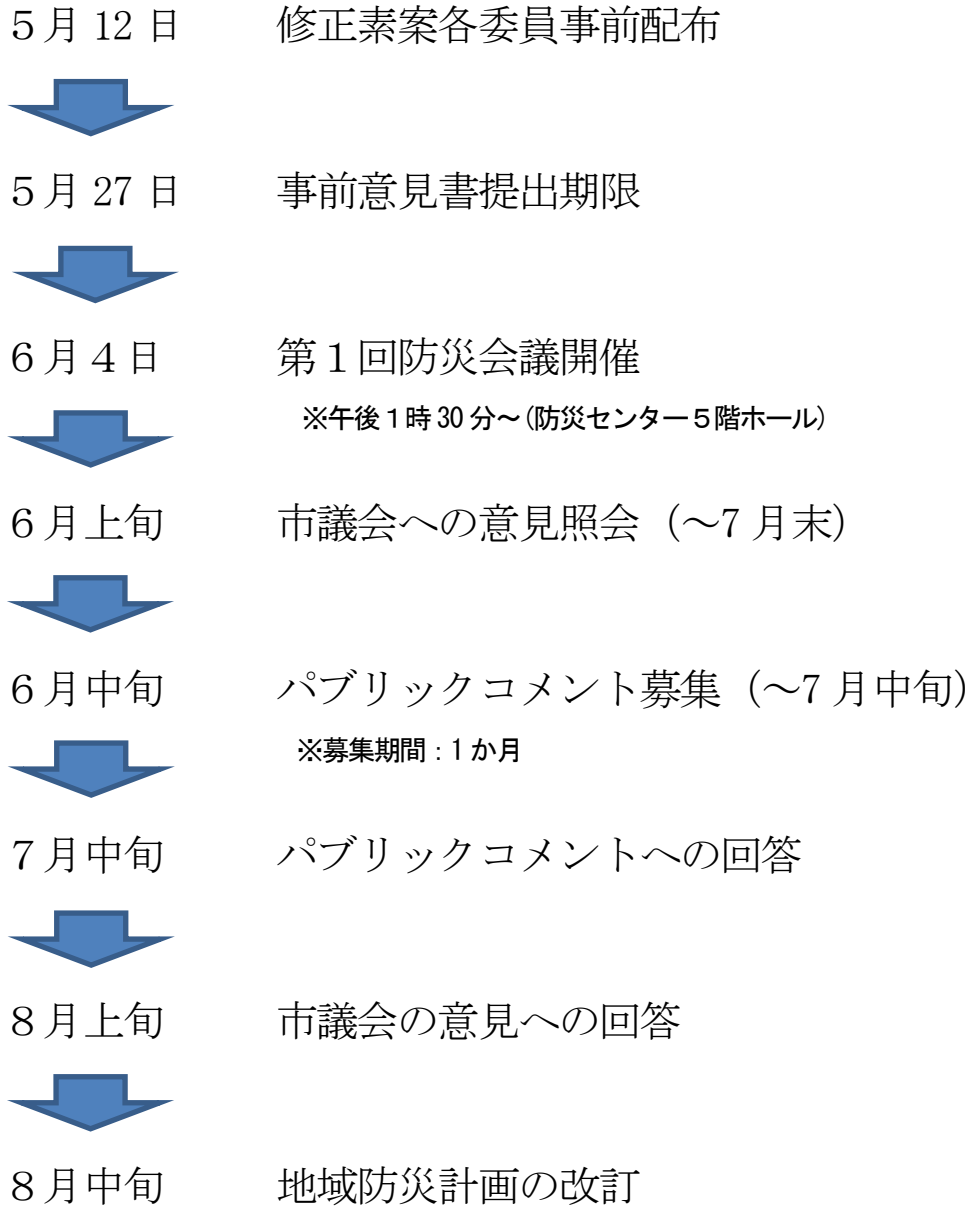 ５月 12 日　修正素案各委員事前配布
５月 27 日　事前意見書提出期限
６月４日　第１回防災会議開催
※午後１時 30 分～（防災センター５階ホール）
６月上旬　市議会への意見照会（～7 月末）
６月中旬　パブリックコメント募集（～7 月中旬）
※募集期間：1 か月
７月中旬　パブリックコメントへの回答
８月上旬　市議会の意見への回答
８月中旬　地域防災計画の改訂